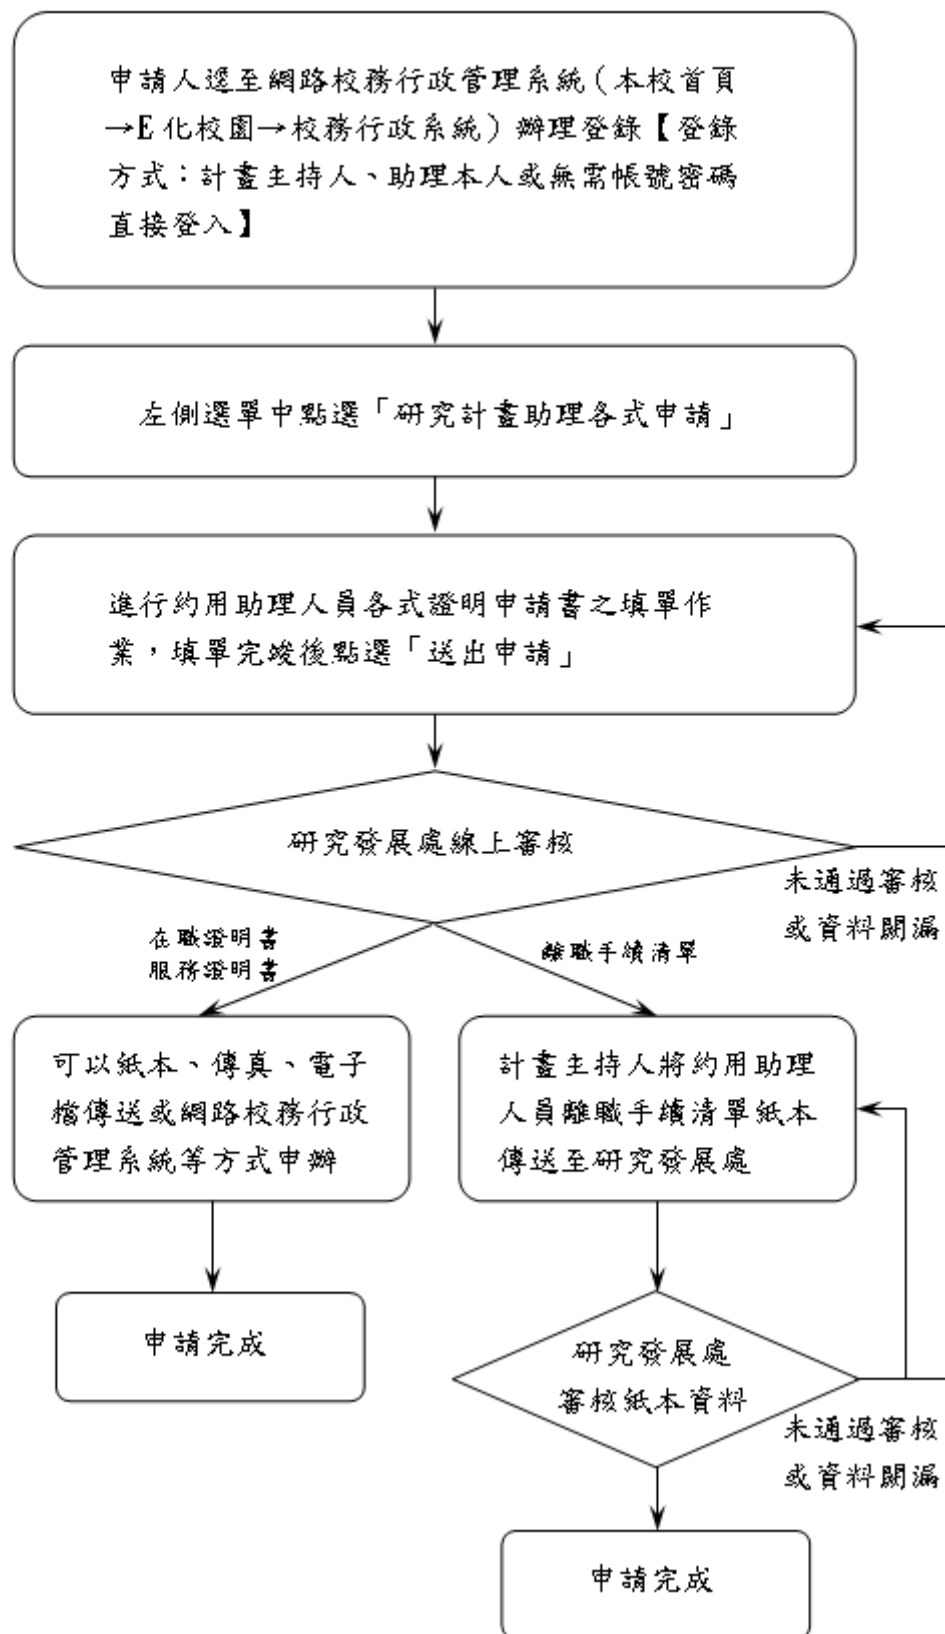 申請人逕至網路校務行政管理系統（本校首頁
→E化校園→校務行政系統）辦理登錄【登錄
方式：計畫主持人、助理本人或無需帳號密碼
直接登入】
左側選單中點選「研究計畫助理各式申請」
進行約用助理人員各式證明申請書之填單作
業，填單完竣後點選「送出申請」
研究發展處線上審核
未通過審核
或資料闕漏
在職證明書
服務證明書
離職手續清單
可以紙本、傳真、電子
檔傳送或網路校務行政
管理系統等方式申辦
計畫主持人將約用助理
人員離職手續清單紙本
傳送至研究發展處
申請完成
研究發展處
審核紙本資料
未通過審核
或資料闕漏
申請完成